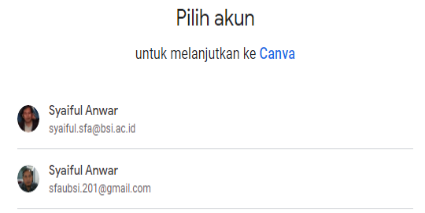 Pilih akun
untuk melanjutkan ke Canva
Syaiful Anwar
syaiful.sfa@bsi.ac.id
Syaiful Anwar
sfaubsi.201@gmail.com